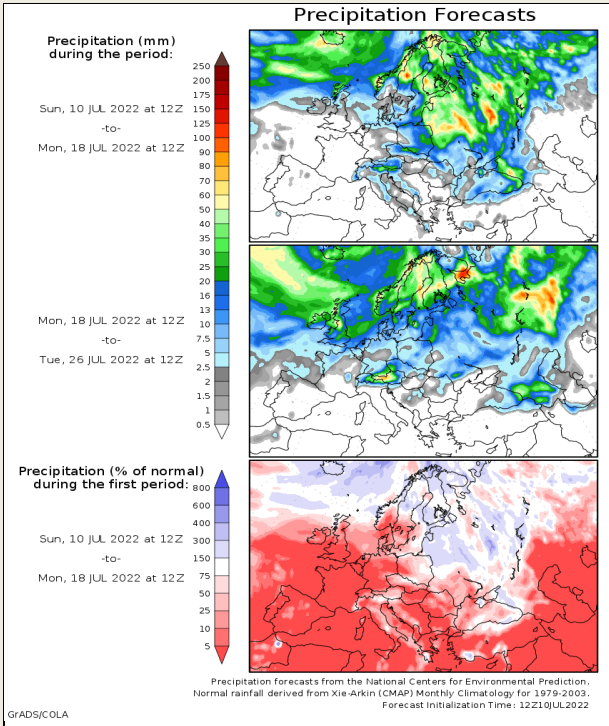 Precipitation Forecasts
Precipitation (mm)
during the period:
Sun, 10 JUL 2022 at 12Z
-to-
Mon, 18 JUL 2022 at 12Z
250
200
175
150
125
100
90
80
70
60
50
40
35
30
25
20
16
13
10
7.5
5
2.5
2
1.5
1
0.5
Mon, 18 JUL 2022 at 12Z
-to-
Tue, 26 JUL 2022 at 12Z
Precipitation (% of normal)
during the first period:
Sun, 10 JUL 2022 at 12Z
-to-
Mon, 18 JUL 2022 at 12Z
800
600
400
300
150
75
50
25
10
5
Precipitation forecasts from the National Centers for Environmental Prediction.
Normal rainfall derived from Xie-Arkin (CMAP) Monthly Climatology for 1979-2003.
Forecast Initialization Time: 12Z10JUL2022
GrADS/COLA